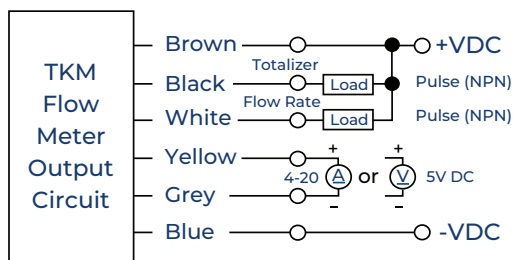 TKM
Flow
Meter
Output
Circuit
Brown
+VDC
Totalizer
Black
Load
Pulse (NPN)
Flow Rate
White
Load
Pulse (NPN)
Yellow
+
+
4-20
A
or
V
5V DC
Grey
−
−
Blue
-VDC